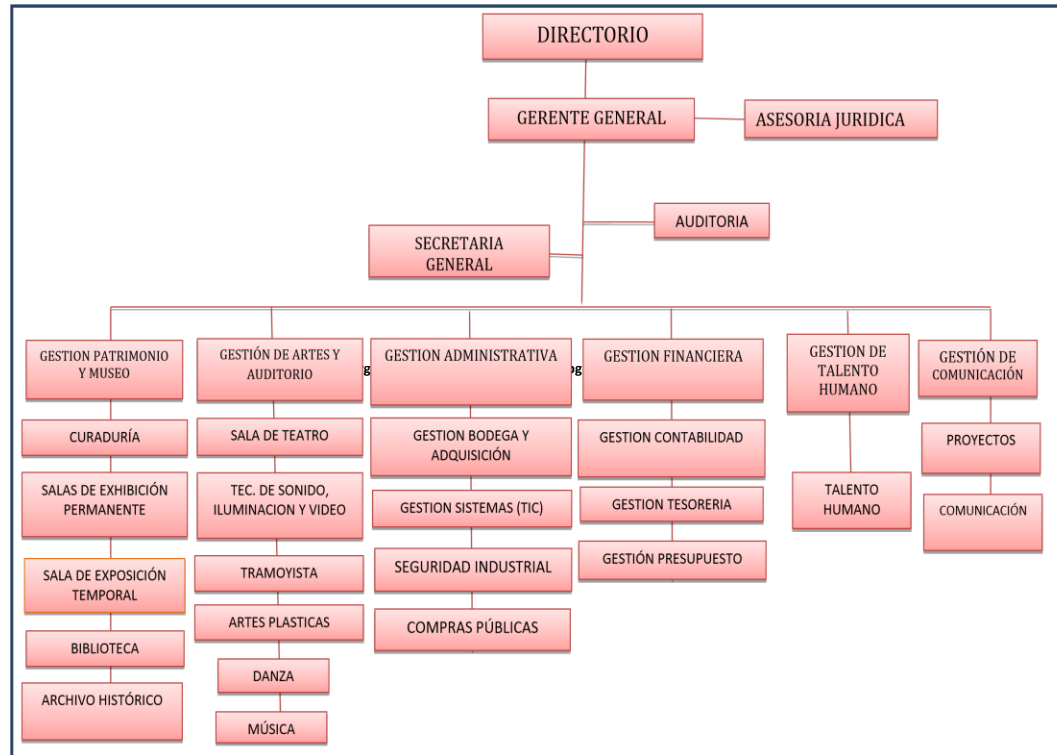 DIRECTORIO
GERENTE GENERAL
ASESORIA JURIDICA
AUDITORIA
SECRETARIA
GENERAL
GESTION PATRIMONIO
Y MUSEO
CURADURÍA
SALAS DE EXHIBICIÓN
PERMANENTE
SALA DE EXPOSICIÓN
TEMPORAL
BIBLIOTECA
ARCHIVO HISTÓRICO
GESTIÓN DE ARTES Y
AUDITORIO
SALA DE TEATRO
TEC. DE SONIDO,
ILUMINACION Y VIDEO
TRAMOYISTA
ARTES PLASTICAS
DANZA
MÚSICA
GESTION ADMINISTRATIVA
GESTION BODEGA Y
ADQUISICIÓN
GESTION SISTEMAS (TIC)
SEGURIDAD INDUSTRIAL
COMPRAS PÚBLICAS
GESTION FINANCIERA
GESTION CONTABILIDAD
GESTION TESORERIA
GESTIÓN PRESUPUESTO
GESTION DE
TALENTO
HUMANO
TALENTO
HUMANO
GESTIÓN DE
COMUNICACIÓN
PROYECTOS
COMUNICACIÓN